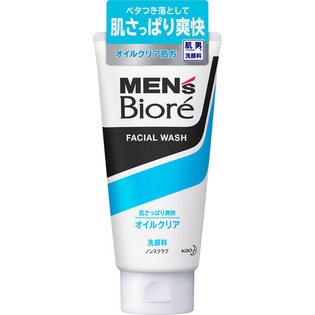 ベタつき落として
肌さっぱり爽快
オイルクリア処方
肌男
洗顔料
MEN's
Bioré
FACIAL WASH
肌さっぱり爽快
オイルクリア
洗顔料
ノンスクラブ
Kao